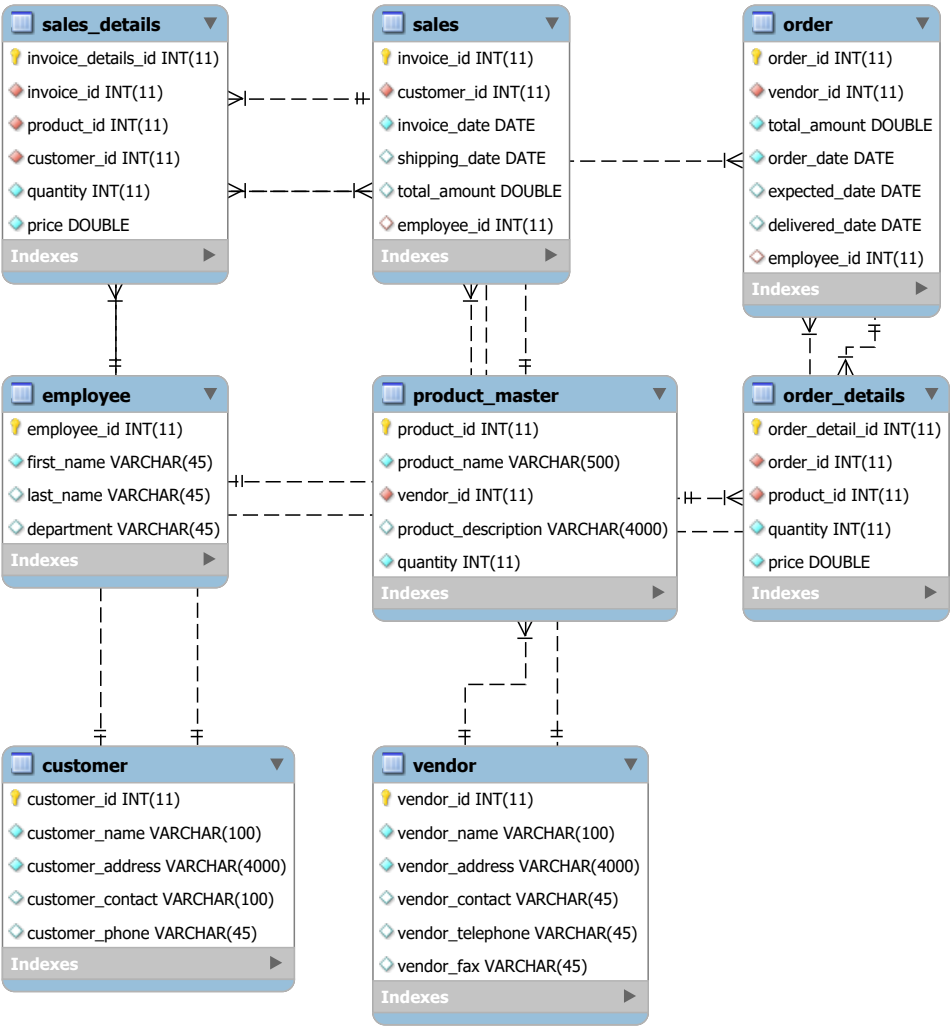 sales_details
invoice_details_id INT(11)
invoice_id INT(11)
product_id INT(11)
customer_id INT(11)
quantity INT(11)
price DOUBLE
Indexes
sales
invoice_id INT(11)
customer_id INT(11)
invoice_date DATE
shipping_date DATE
total_amount DOUBLE
employee_id INT(11)
Indexes
order
order_id INT(11)
vendor_id INT(11)
total_amount DOUBLE
order_date DATE
expected_date DATE
delivered_date DATE
employee_id INT(11)
Indexes
employee
employee_id INT(11)
first_name VARCHAR(45)
last_name VARCHAR(45)
department VARCHAR(45)
Indexes
product_master
product_id INT(11)
product_name VARCHAR(500)
vendor_id INT(11)
product_description VARCHAR(4000)
quantity INT(11)
Indexes
order_details
order_detail_id INT(11)
order_id INT(11)
product_id INT(11)
quantity INT(11)
price DOUBLE
Indexes
customer
customer_id INT(11)
customer_name VARCHAR(100)
customer_address VARCHAR(4000)
customer_contact VARCHAR(100)
customer_phone VARCHAR(45)
Indexes
vendor
vendor_id INT(11)
vendor_name VARCHAR(100)
vendor_address VARCHAR(4000)
vendor_contact VARCHAR(45)
vendor_telephone VARCHAR(45)
vendor_fax VARCHAR(45)
Indexes